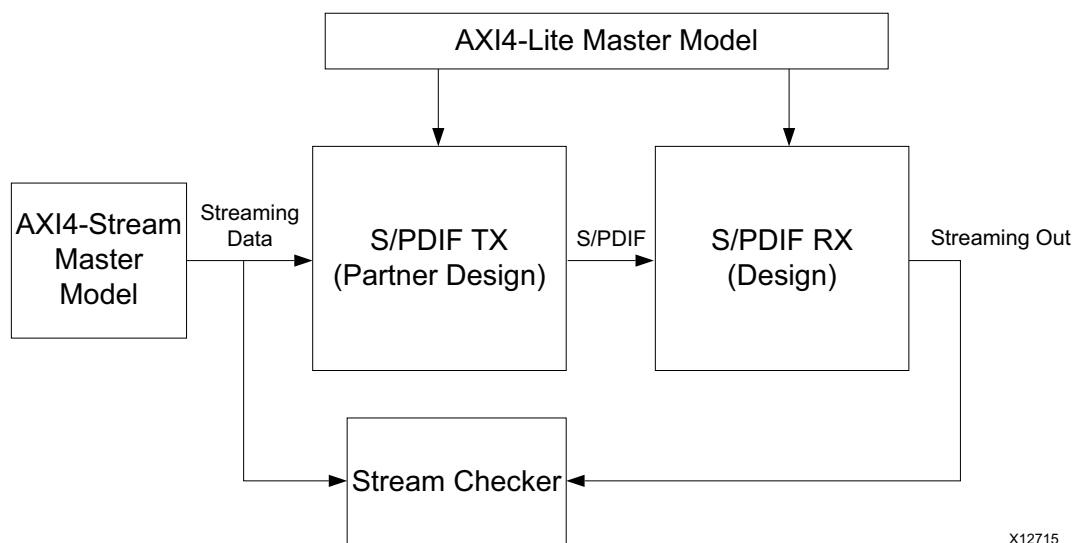 AXI4-Lite Master Model
AXI4-Stream
Master
Model
Streaming
Data
S/PDIF TX
(Partner Design)
S/PDIF
S/PDIF RX
(Design)
Streaming Out
Stream Checker
X12715